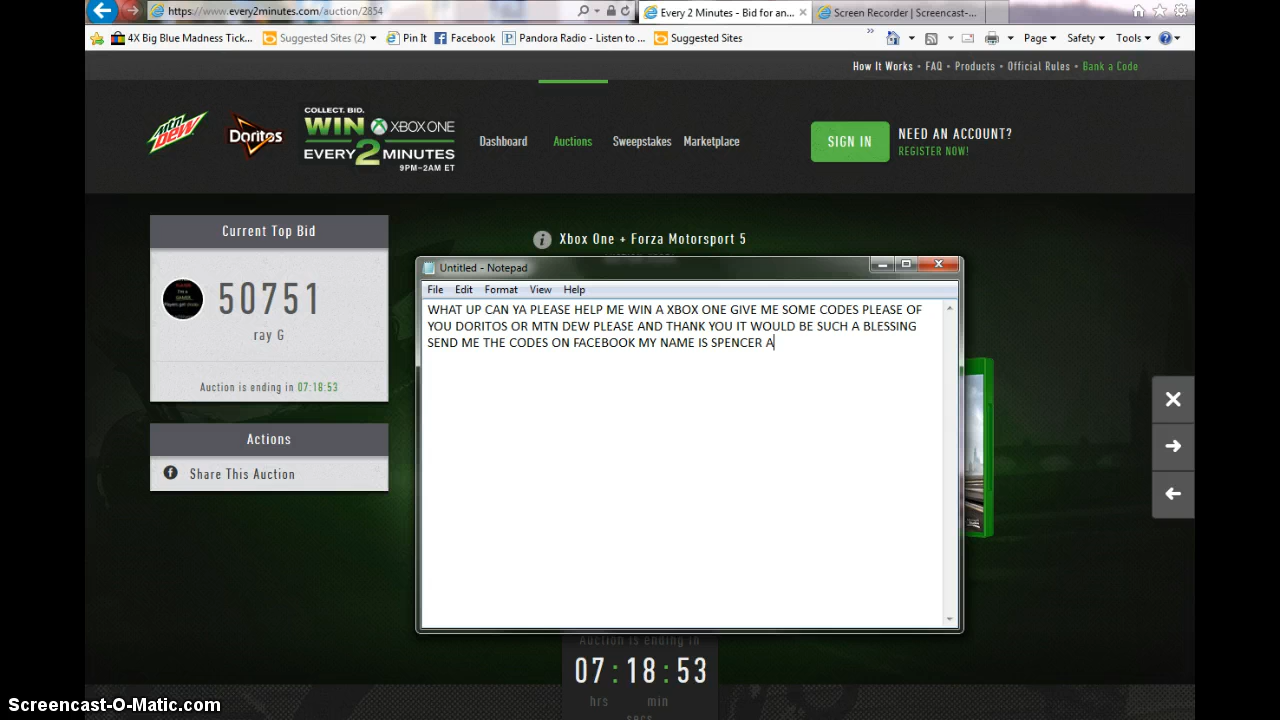 https://www.every2minutes.com/auction/2854
Every 2 Minutes - Bid for an...
Screen Recorder | Screencast-...
4X Big Blue Madness Tick...
Suggested Sites (2)
Pin It
Facebook
Pandora Radio - Listen to ...
Suggested Sites
Page
Safety
Tools
How It Works • FAQ • Products • Official Rules • Bank a Code
mtn dew
Doritos
COLLECT. BID.
WIN XBOX ONE
EVERY 2 MINUTES
9PM-2AM ET
Dashboard
Auctions
Sweepstakes
Marketplace
SIGN IN
NEED AN ACCOUNT?
REGISTER NOW!
Current Top Bid
50751
ray G
Auction is ending in 07:18:53
Actions
Share This Auction
Xbox One + Forza Motorsport 5
Untitled - Notepad
File Edit Format View Help
WHAT UP CAN YA PLEASE HELP ME WIN A XBOX ONE GIVE ME SOME CODES PLEASE OF
YOU DORITOS OR MTN DEW PLEASE AND THANK YOU IT WOULD BE SUCH A BLESSING
SEND ME THE CODES ON FACEBOOK MY NAME IS SPENCER A
Auction is ending in
07:18:53
hrs min
secs
Screencast-O-Matic.com